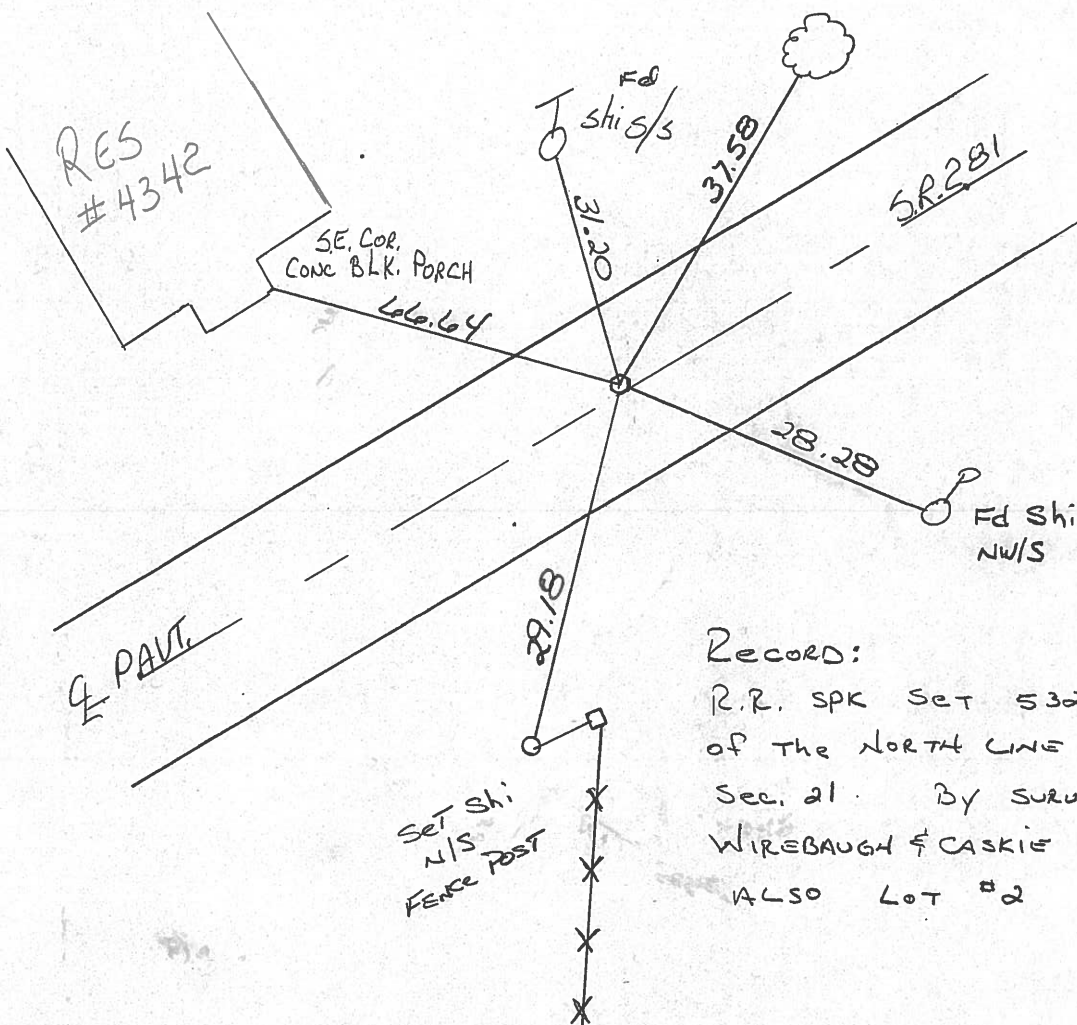 RES
# 4342
S.E. COR.
CONC BLK. PORCH
66.64
Fd
Shi S/S
31.20
37.58
S.R. 281
28.28
Fd Shi
NW/S
29.18
℄ PAVT.
SeT Shi
N/S
FENCE POST
RECORD:
R.R. SPK SeT 532
of The NORTH LINE
Sec. 21. By SURV
WIREBAUGH & CASKIE
ALSO LOT #2